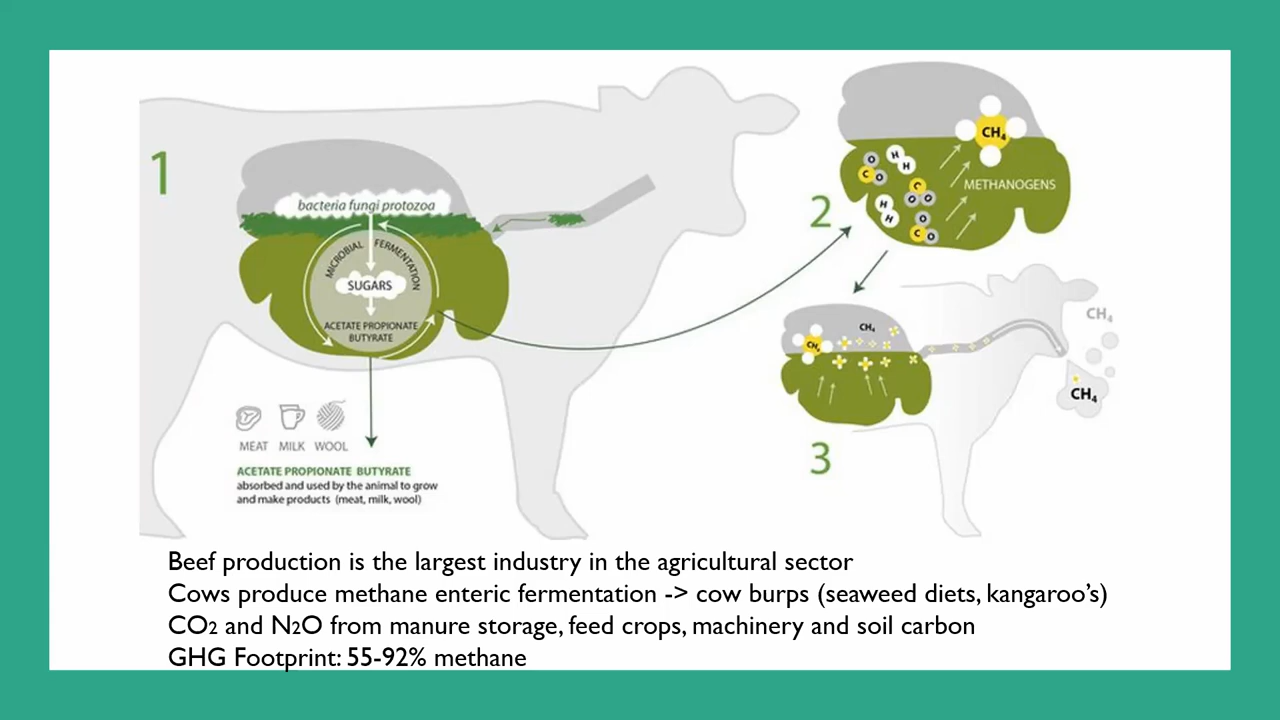 1
bacteria fungi protozoa
MICROBIAL FERMENTATION
SUGARS
ACETATE PROPIONATE
BUTYRATE
MEAT MILK WOOL
ACETATE PROPIONATE BUTYRATE
absorbed and used by the animal to grow
and make products (meat, milk, wool)
2
CH4
O
C O
H
H
C
O O
H
H
O
C O
METHANOGENS
3
CH4
CH4
CH4
CH4
Beef production is the largest industry in the agricultural sector
Cows produce methane enteric fermentation -> cow burps (seaweed diets, kangaroo's)
CO2 and N2O from manure storage, feed crops, machinery and soil carbon
GHG Footprint: 55-92% methane